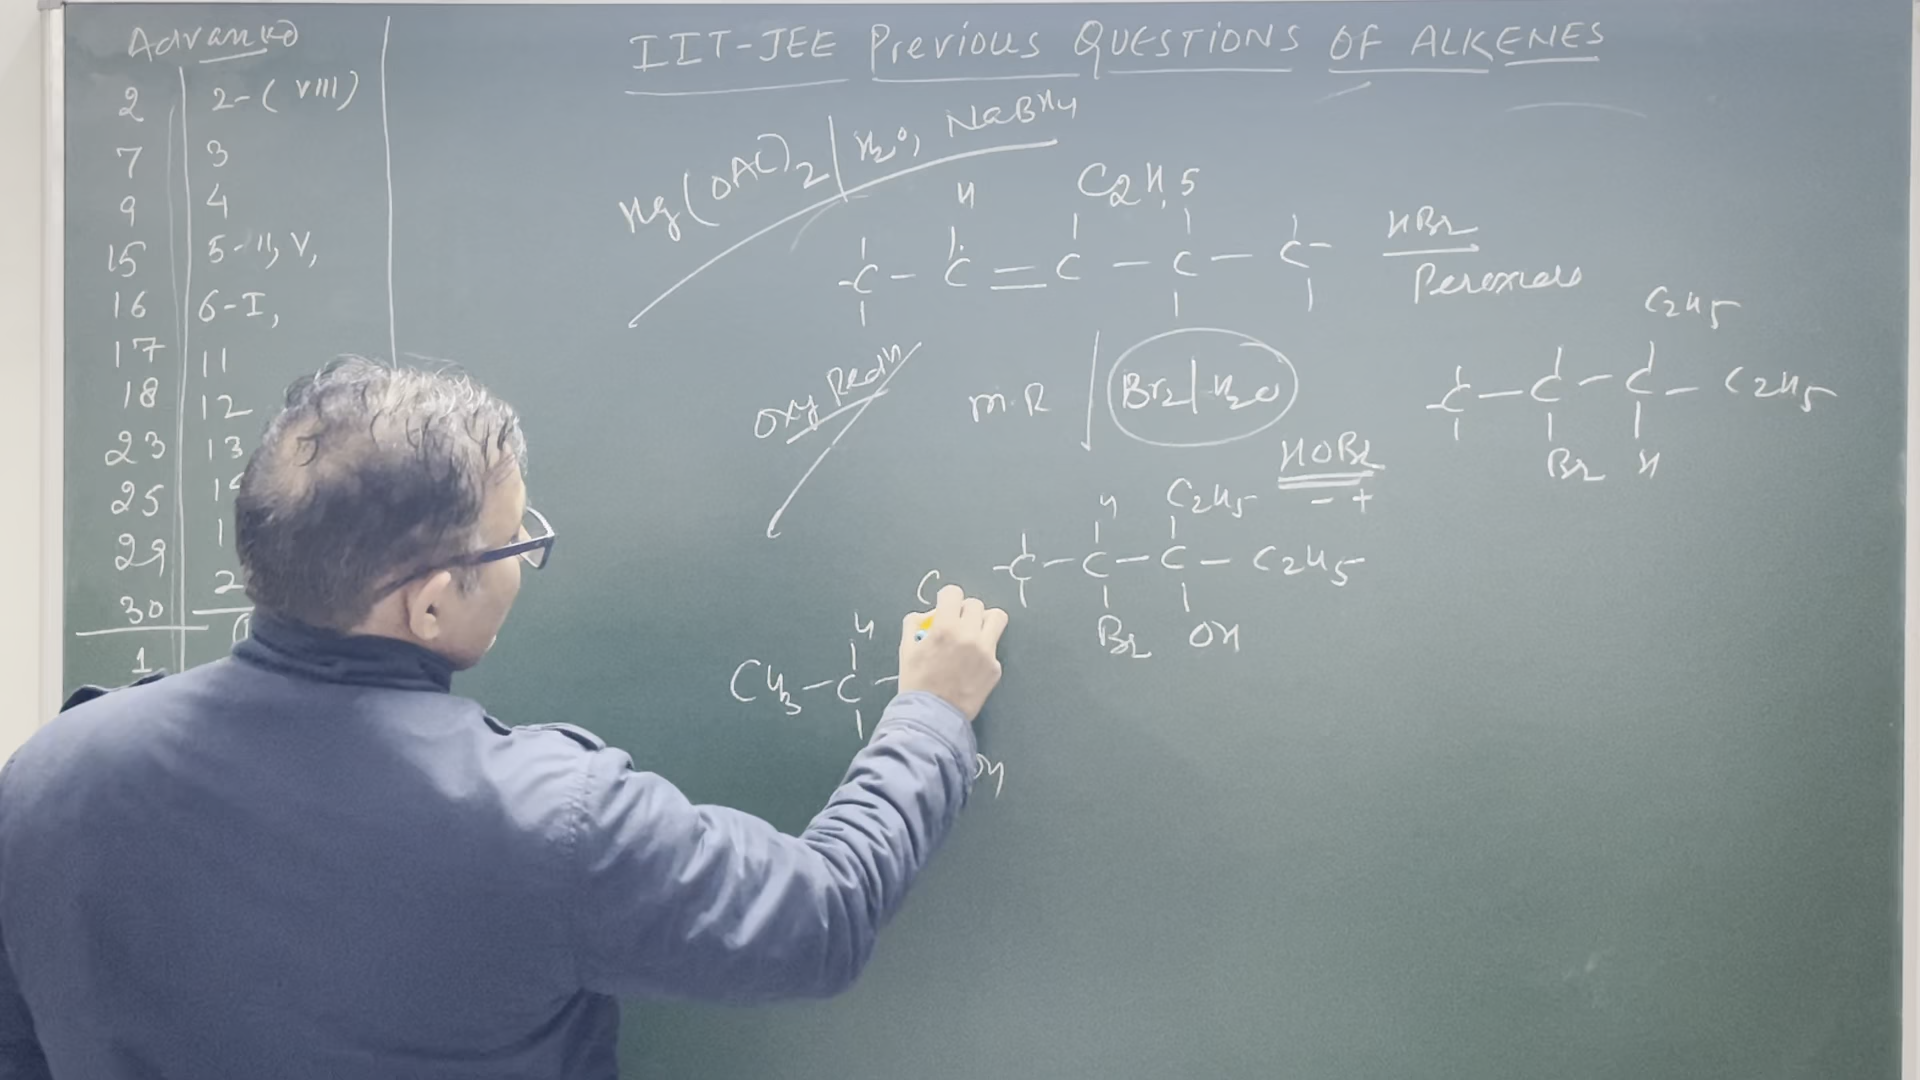 Advanced
IIT-JEE Previous QUESTIONS OF ALKENES
2 2-(VIII)
7 3
9 4
15 5-II, V,
16 6-I,
17 11
18 12
23 13
25
29
30 2
1
Hg(OAC)2 | H2O, NaBH4
H C2H5
-C-C=C-C-C- HBr
Peroxide
Oxy Redn
M.R Br2|H2O
C2H5
-C-C-C-C2H5
Br H
HOBr
- +
H C2H5
-C-C-C-C2H5
Br OH
H C
CH3-C-
OH